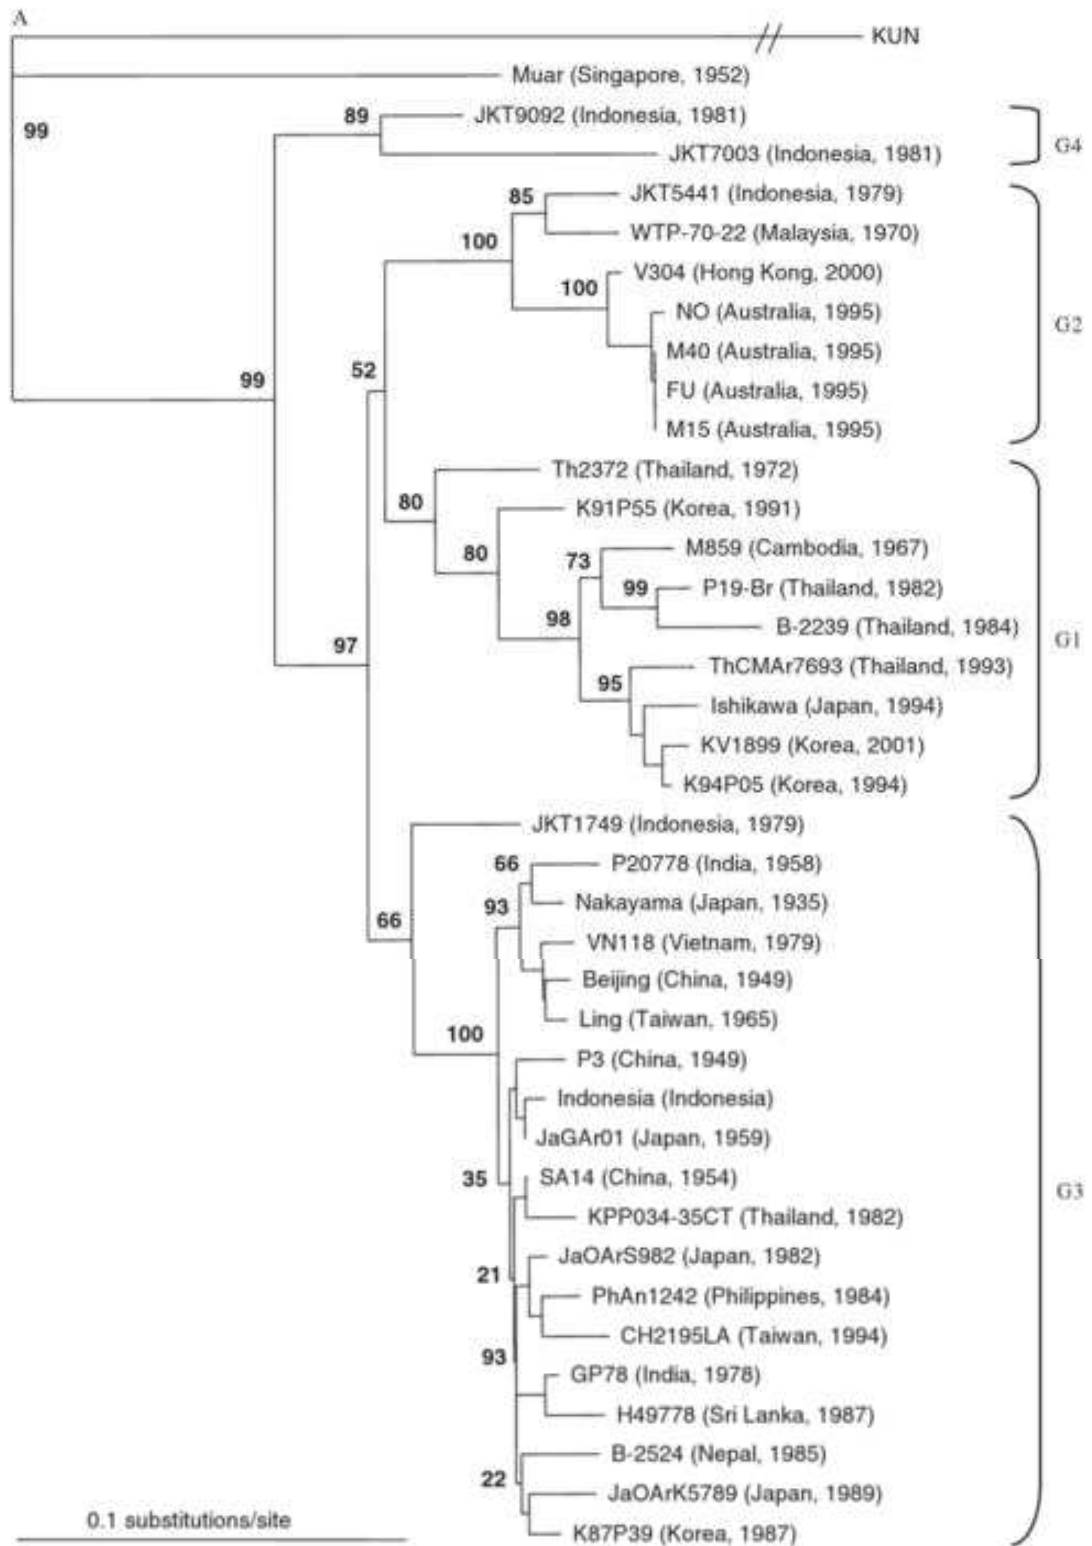 A
KUN
Muar (Singapore, 1952)
99
89
JKT9092 (Indonesia, 1981)
G4
JKT7003 (Indonesia, 1981)
85
JKT5441 (Indonesia, 1979)
100
WTP-70-22 (Malaysia, 1970)
V304 (Hong Kong, 2000)
100
NO (Australia, 1995)
G2
M40 (Australia, 1995)
99
52
FU (Australia, 1995)
M15 (Australia, 1995)
Th2372 (Thailand, 1972)
80
K91P55 (Korea, 1991)
80
73
M859 (Cambodia, 1967)
99
P19-Br (Thailand, 1982)
98
B-2239 (Thailand, 1984)
G1
97
95
ThCMAr7693 (Thailand, 1993)
Ishikawa (Japan, 1994)
KV1899 (Korea, 2001)
K94P05 (Korea, 1994)
JKT1749 (Indonesia, 1979)
66
P20778 (India, 1958)
93
Nakayama (Japan, 1935)
66
VN118 (Vietnam, 1979)
Beijing (China, 1949)
Ling (Taiwan, 1965)
100
P3 (China, 1949)
Indonesia (Indonesia)
JaGAr01 (Japan, 1959)
35
SA14 (China, 1954)
G3
KPP034-35CT (Thailand, 1982)
JaOArS982 (Japan, 1982)
21
PhAn1242 (Philippines, 1984)
CH2195LA (Taiwan, 1994)
93
GP78 (India, 1978)
H49778 (Sri Lanka, 1987)
B-2524 (Nepal, 1985)
22
JaOArK5789 (Japan, 1989)
0.1 substitutions/site
K87P39 (Korea, 1987)